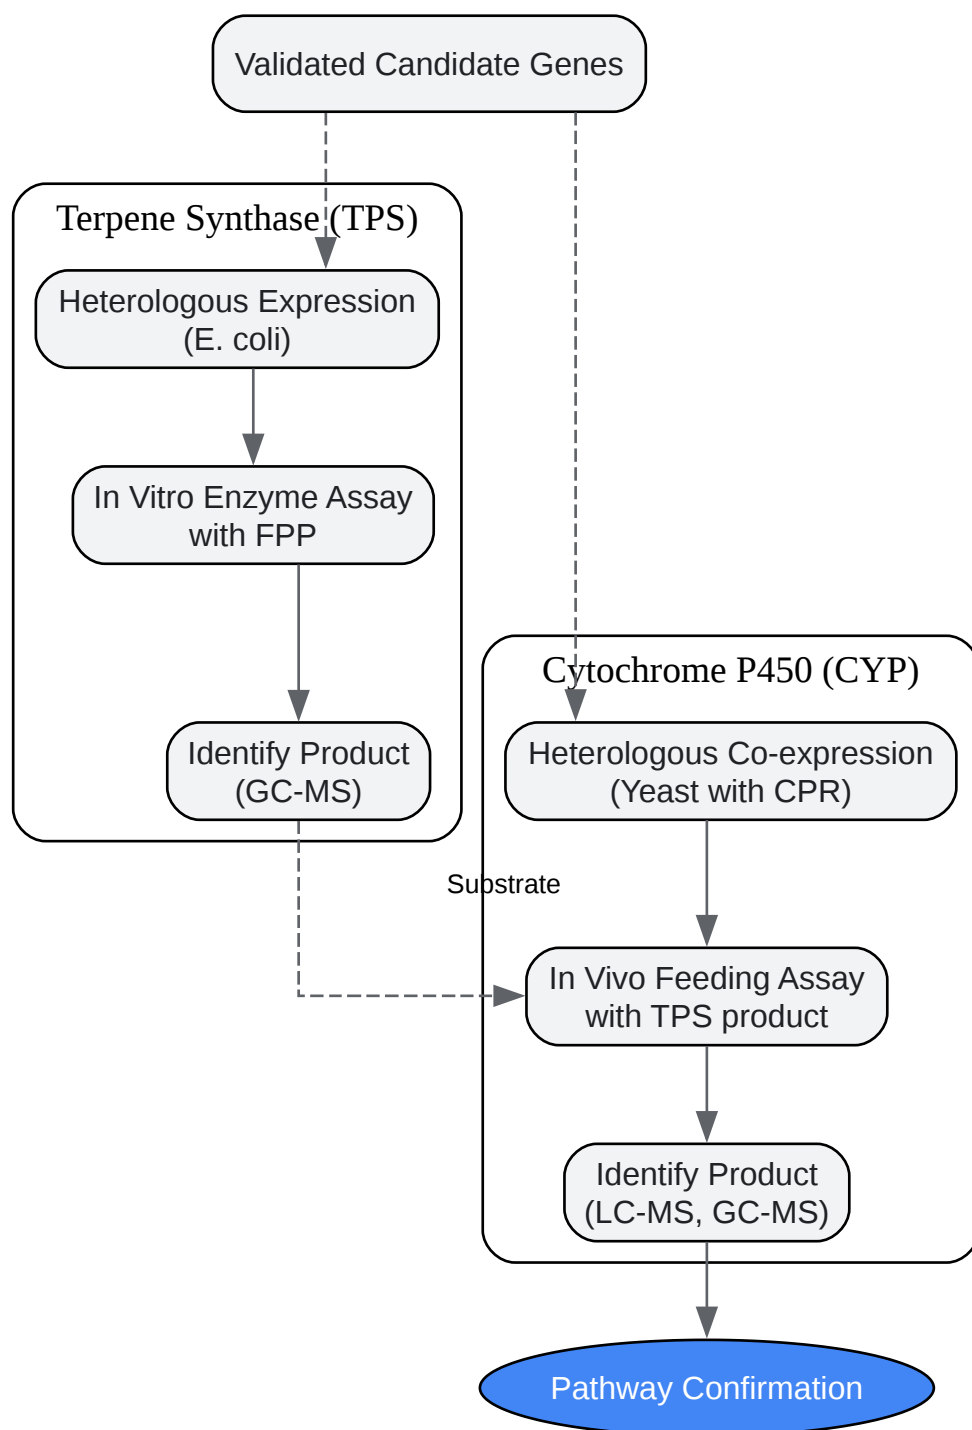 Validated Candidate Genes
Terpene Synthase (TPS)
Heterologous Expression
(E. coli)
In Vitro Enzyme Assay
with FPP
Identify Product
(GC-MS)
Cytochrome P450 (CYP)
Heterologous Co-expression
(Yeast with CPR)
Substrate
In Vivo Feeding Assay
with TPS product
Identify Product
(LC-MS, GC-MS)
Pathway Confirmation